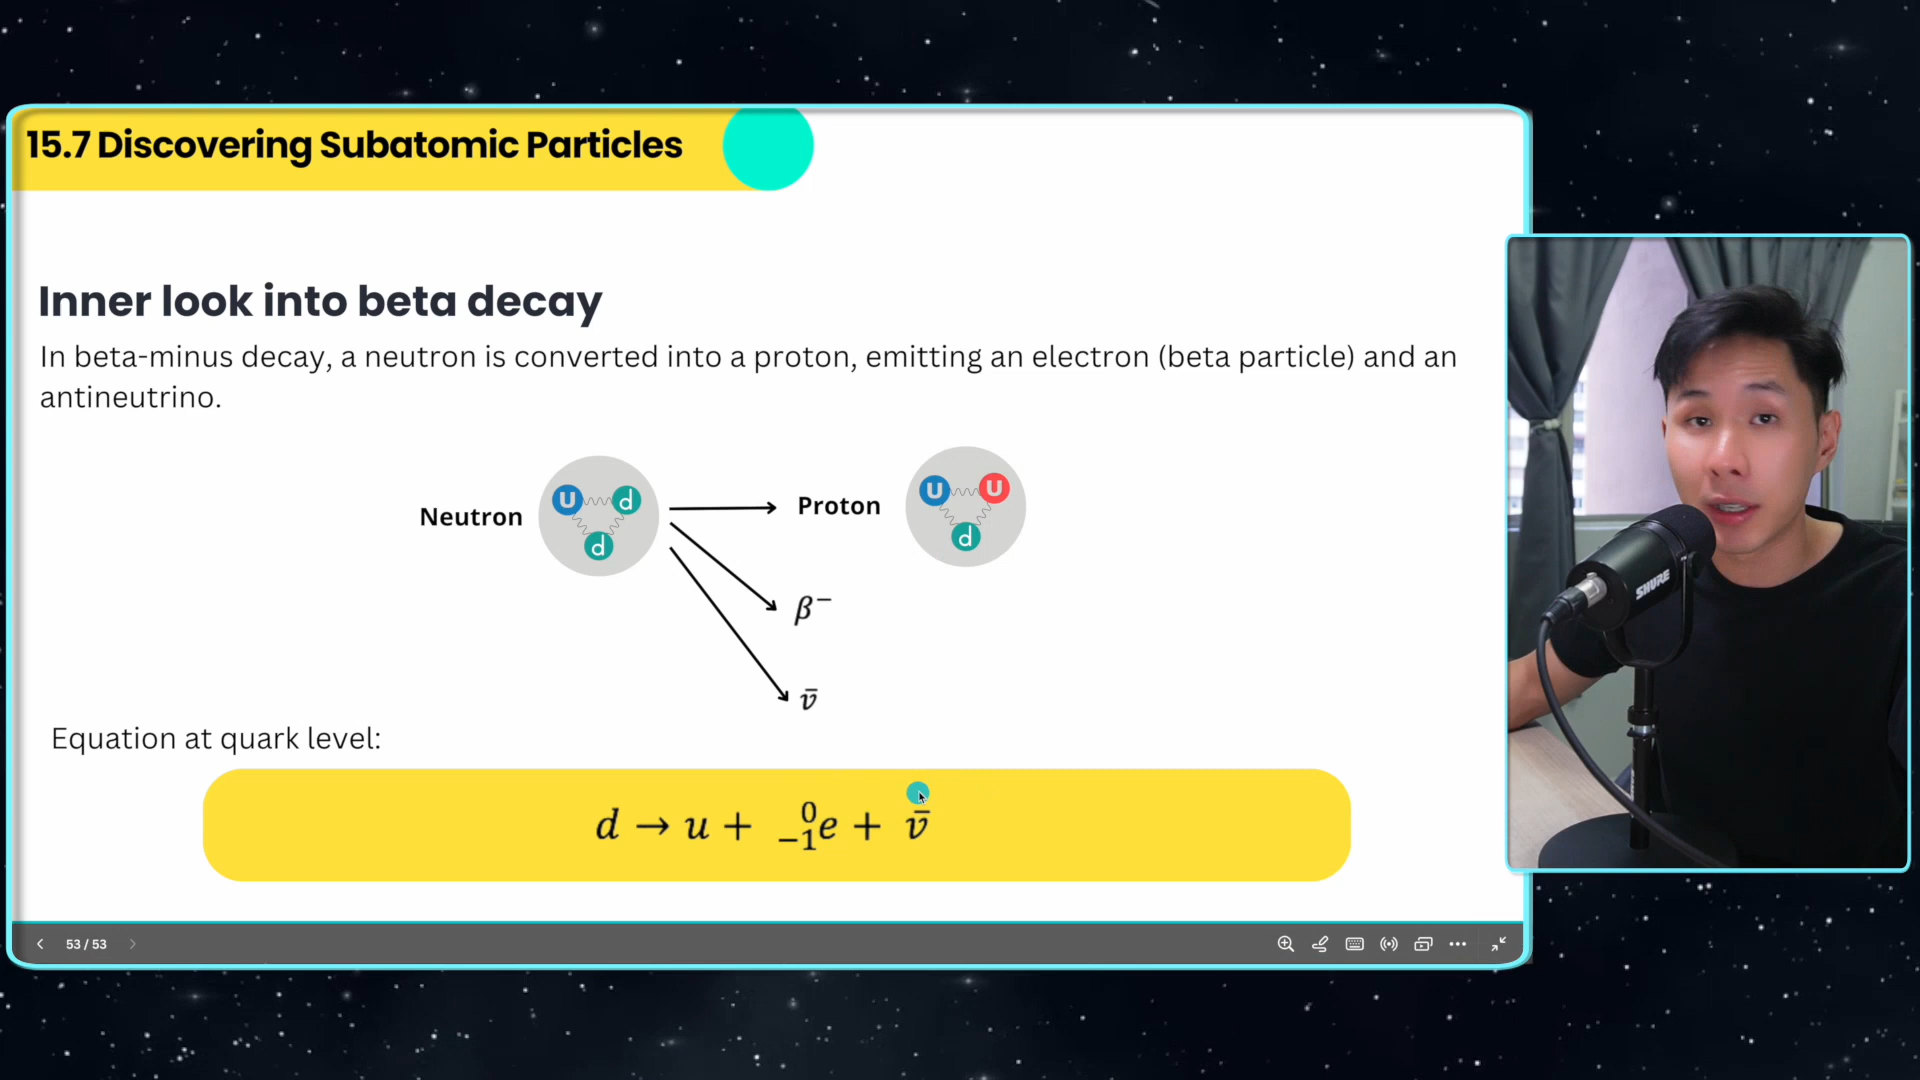 15.7 Discovering Subatomic Particles
Inner look into beta decay
In beta-minus decay, a neutron is converted into a proton, emitting an electron (beta particle) and an
antineutrino.
Neutron
U
d
d
Proton
U
U
d
β⁻
v̄
Equation at quark level:
d → u + ⁰₋₁e + v̄
53 / 53
SHURE